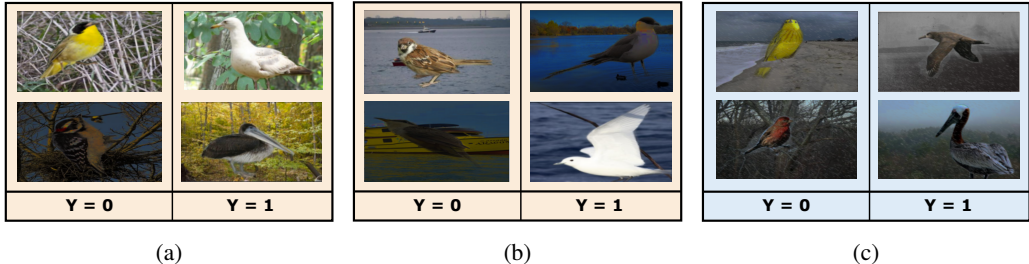 Y = 0 Y = 1 Y = 0 Y = 1 Y = 0 Y = 1
(a) (b) (c)